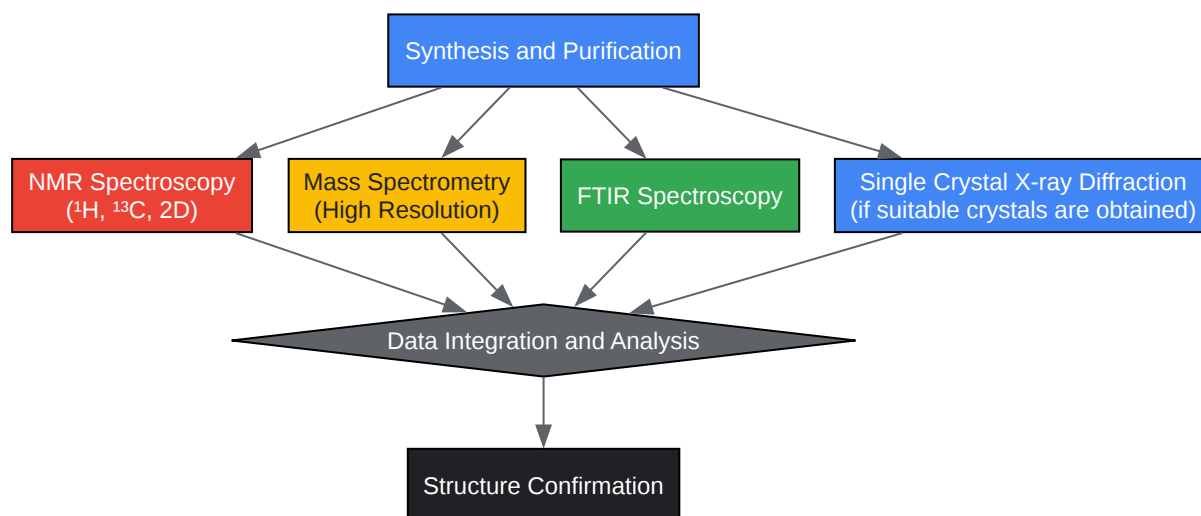 Synthesis and Purification
NMR Spectroscopy
(¹H, ¹³C, 2D)
Mass Spectrometry
(High Resolution)
FTIR Spectroscopy
Single Crystal X-ray Diffraction
(if suitable crystals are obtained)
Data Integration and Analysis
Structure Confirmation